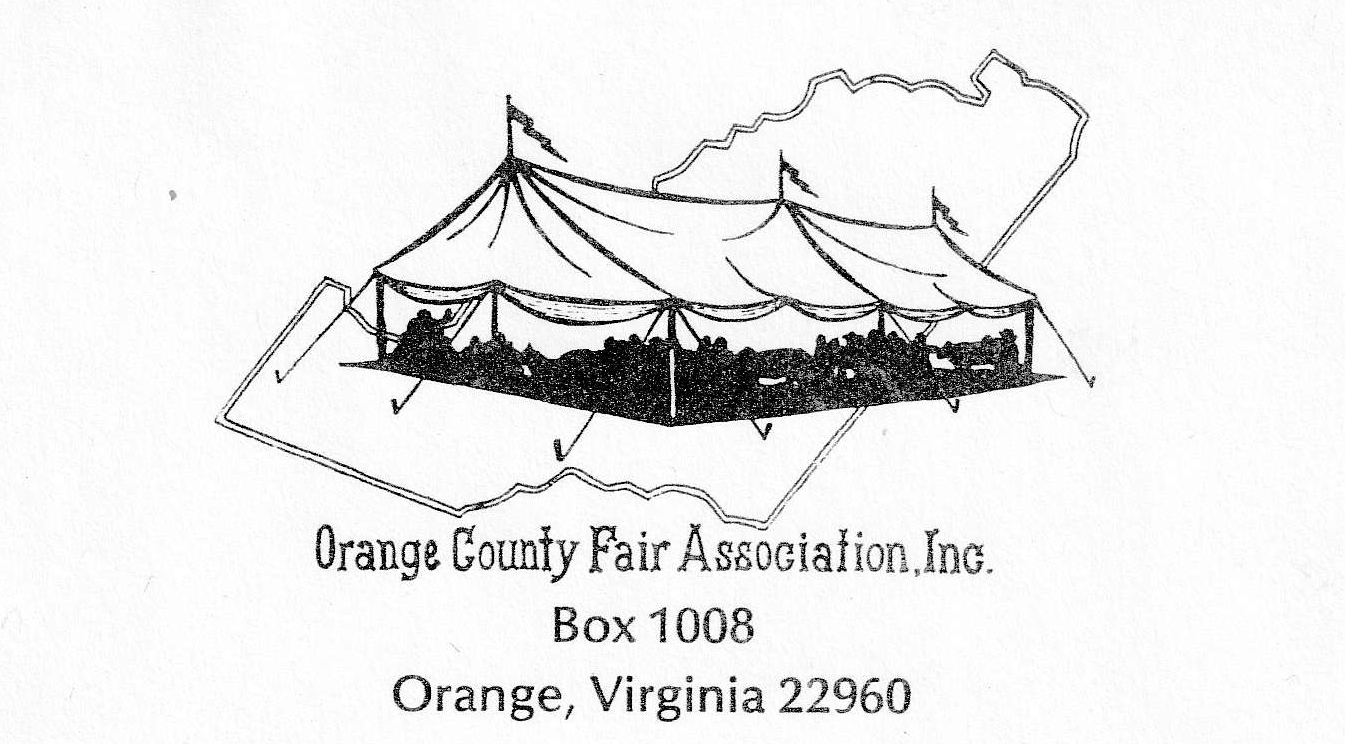 Orange County Fair Association, Inc.
Box 1008
Orange, Virginia 22960